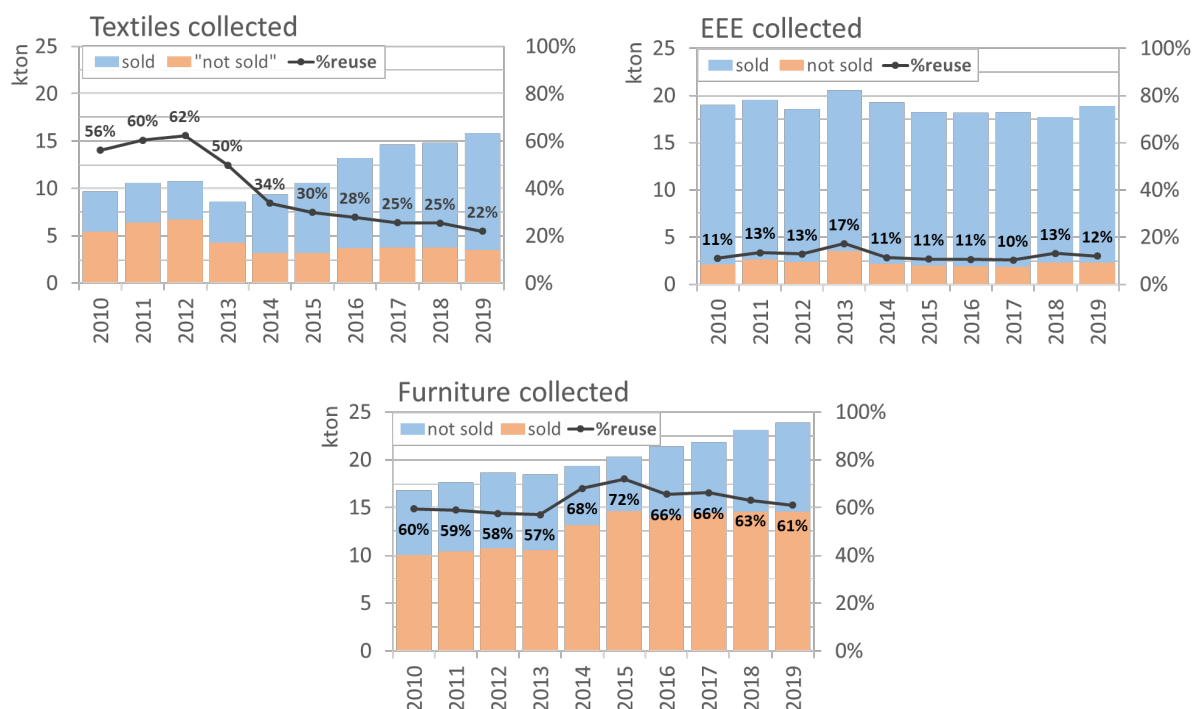 Textiles collected
kton
sold "not sold" %reuse
25
20
15
10
5
0
100%
80%
60%
40%
20%
0%
56% 60% 62% 50% 34% 30% 28% 25% 25% 22%
2010 2011 2012 2013 2014 2015 2016 2017 2018 2019
EEE collected
kton
sold not sold %reuse
25
20
15
10
5
0
100%
80%
60%
40%
20%
0%
11% 13% 13% 17% 11% 11% 11% 10% 13% 12%
2010 2011 2012 2013 2014 2015 2016 2017 2018 2019
Furniture collected
kton
not sold sold %reuse
25
20
15
10
5
0
100%
80%
60%
40%
20%
0%
60% 59% 58% 57% 68% 72% 66% 66% 63% 61%
2010 2011 2012 2013 2014 2015 2016 2017 2018 2019